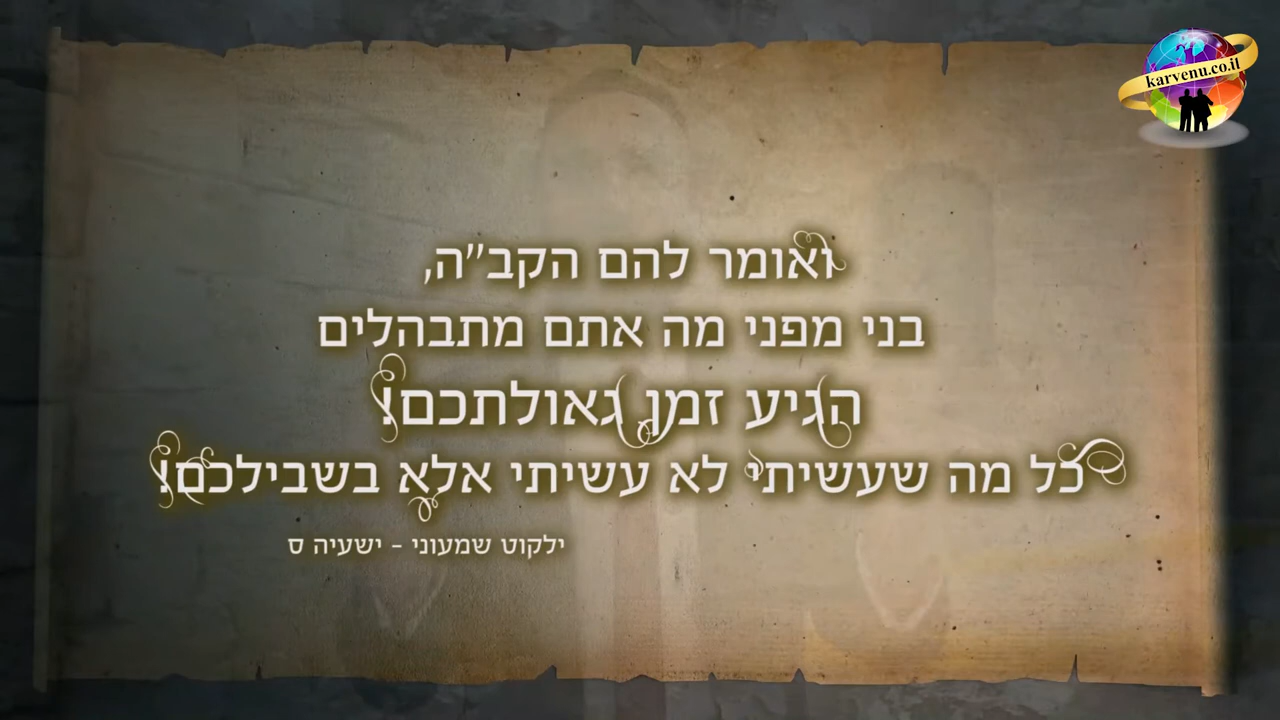 karvenu.co.il
ואומר להם הקב״ה,
בני מפני מה אתם מתבהלים
הגיע זמן גאולתכם!
כל מה שעשיתי לא עשיתי אלא בשבילכם!
ילקוט שמעוני - ישעיה ס